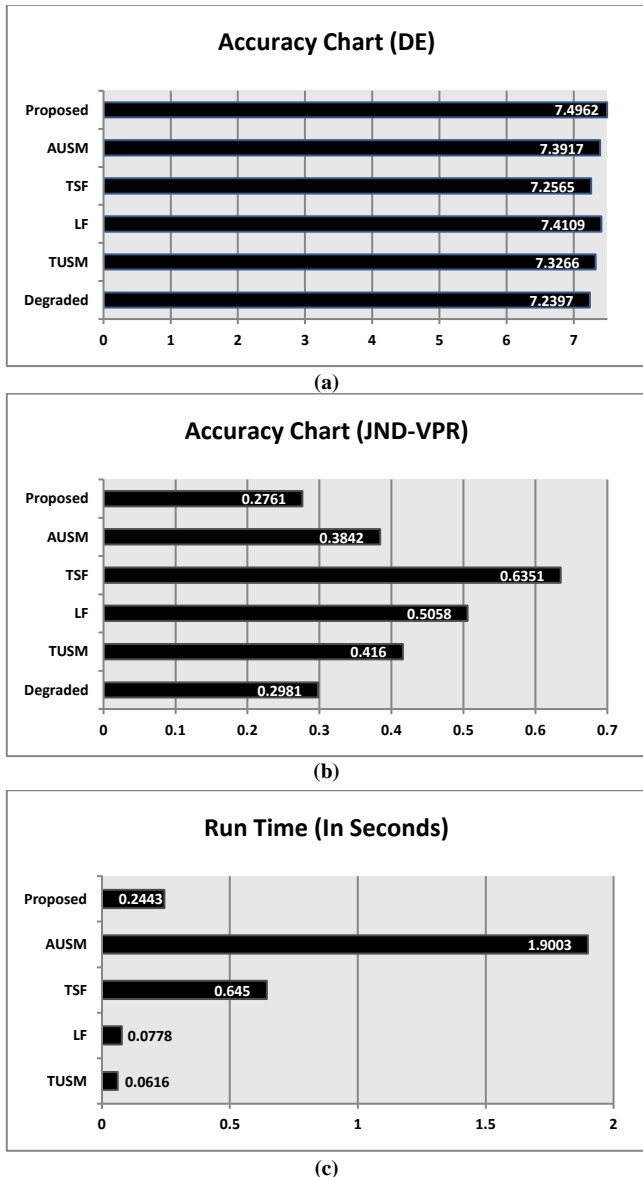 Accuracy Chart (DE)
Proposed 7.4962
AUSM 7.3917
TSF 7.2565
LF 7.4109
TUSM 7.3266
Degraded 7.2397
0 1 2 3 4 5 6 7
(a)
Accuracy Chart (JND-VPR)
Proposed 0.2761
AUSM 0.3842
TSF 0.6351
LF 0.5058
TUSM 0.416
Degraded 0.2981
0 0.1 0.2 0.3 0.4 0.5 0.6 0.7
(b)
Run Time (In Seconds)
Proposed 0.2443
AUSM 1.9003
TSF 0.645
LF 0.0778
TUSM 0.0616
0 0.5 1 1.5 2
(c)